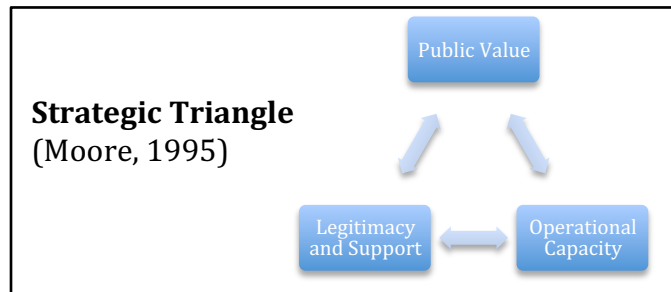 Public Value
Strategic Triangle
(Moore, 1995)
Legitimacy
and Support
Operational
Capacity